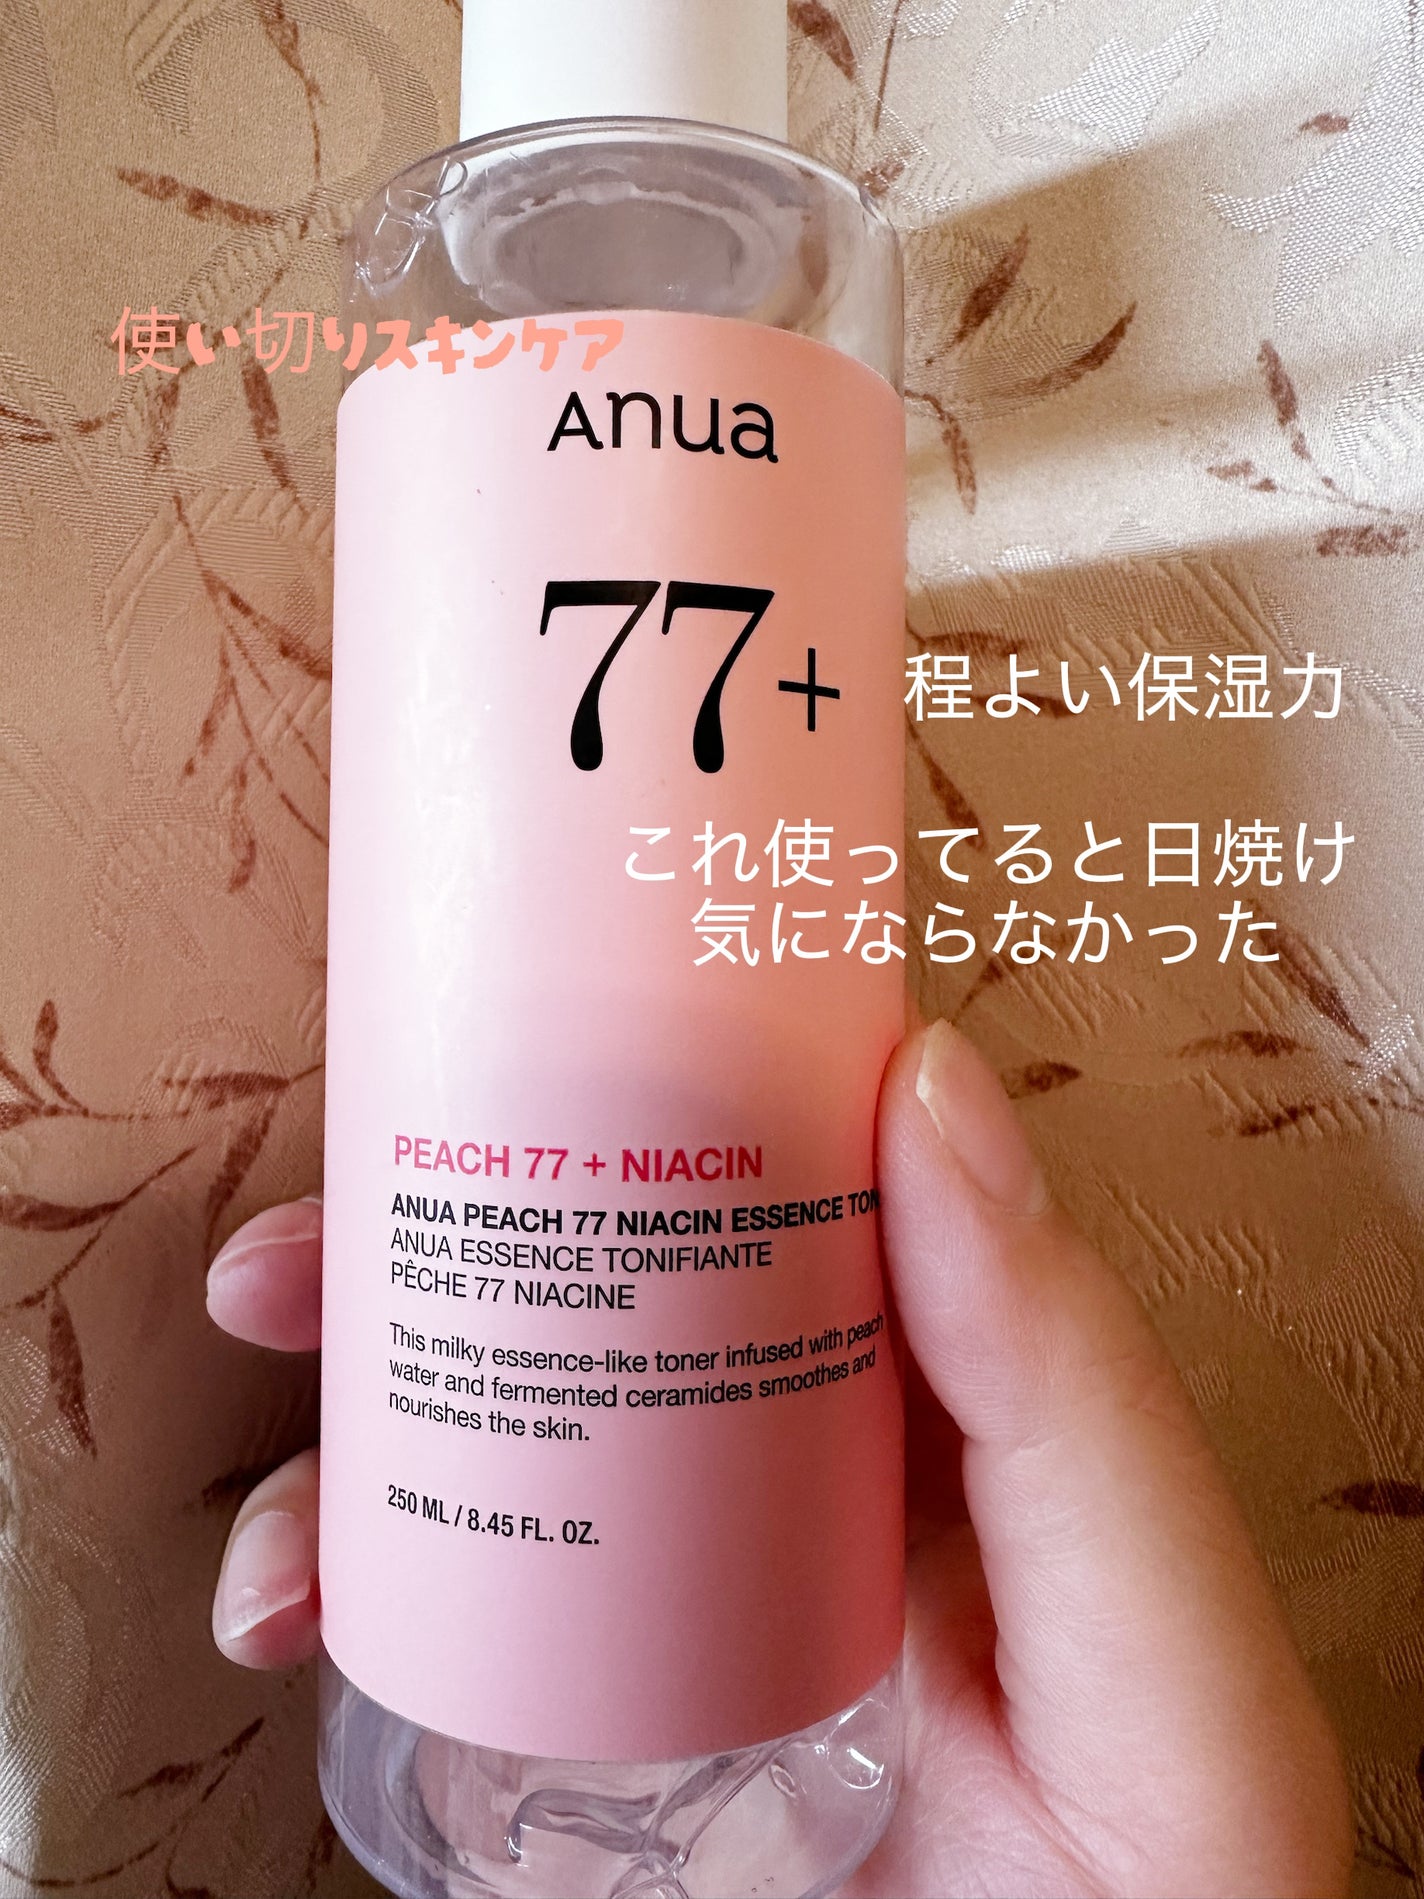 使い切りスキンケア
Anua
77+
程よい保湿力
これ使ってると日焼け
気にならなかった
PEACH 77 + NIACIN
ANUA PEACH 77 NIACIN ESSENCE
ANUA ESSENCE TONIFIANTE
PÊCHE 77 NIACINE
This milky essence-like toner infused with peach
water and fermented ceramides smoothes and
nourishes the skin.
250 ML / 8.45 FL. OZ.